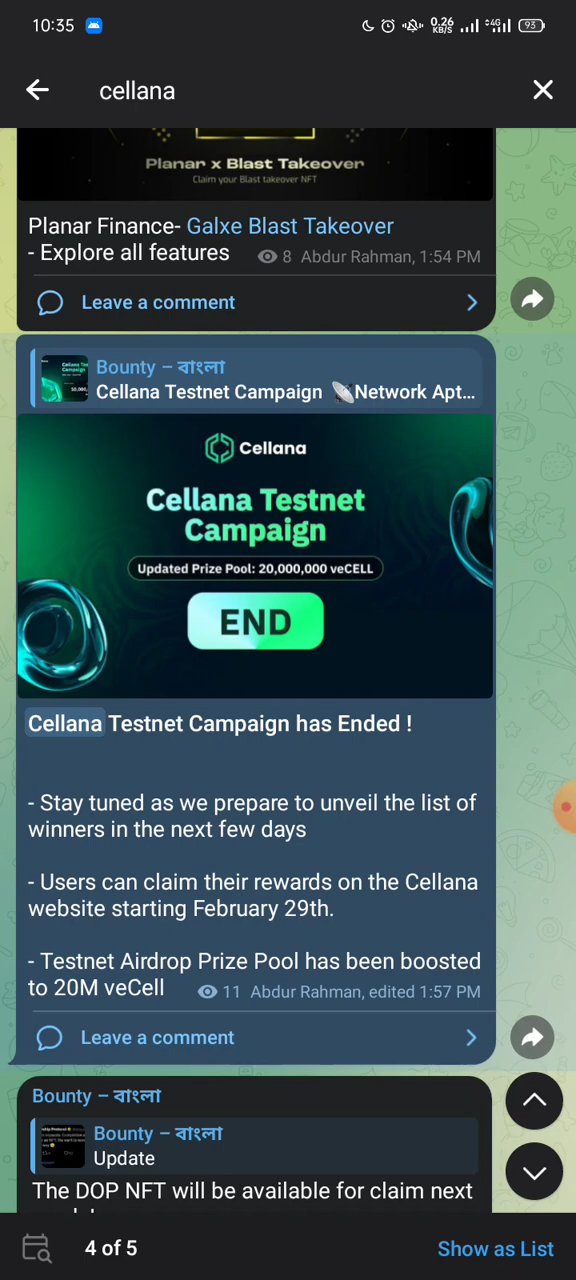 10:35
0.26
KB/S
4G
93
cellana
Planar x Blast Takeover
Claim your Blast takeover NFT
Planar Finance- Galxe Blast Takeover
- Explore all features
8 Abdur Rahman, 1:54 PM
Leave a comment
Bounty – বাংলা
Cellana Testnet Campaign 📡Network Apt...
Cellana
Cellana Testnet
Campaign
Updated Prize Pool: 20,000,000 veCELL
END
Cellana Testnet Campaign has Ended !
- Stay tuned as we prepare to unveil the list of
winners in the next few days
- Users can claim their rewards on the Cellana
website starting February 29th.
- Testnet Airdrop Prize Pool has been boosted
to 20M veCell
11 Abdur Rahman, edited 1:57 PM
Leave a comment
Bounty – বাংলা
Bounty – বাংলা
Update
The DOP NFT will be available for claim next
4 of 5
Show as List